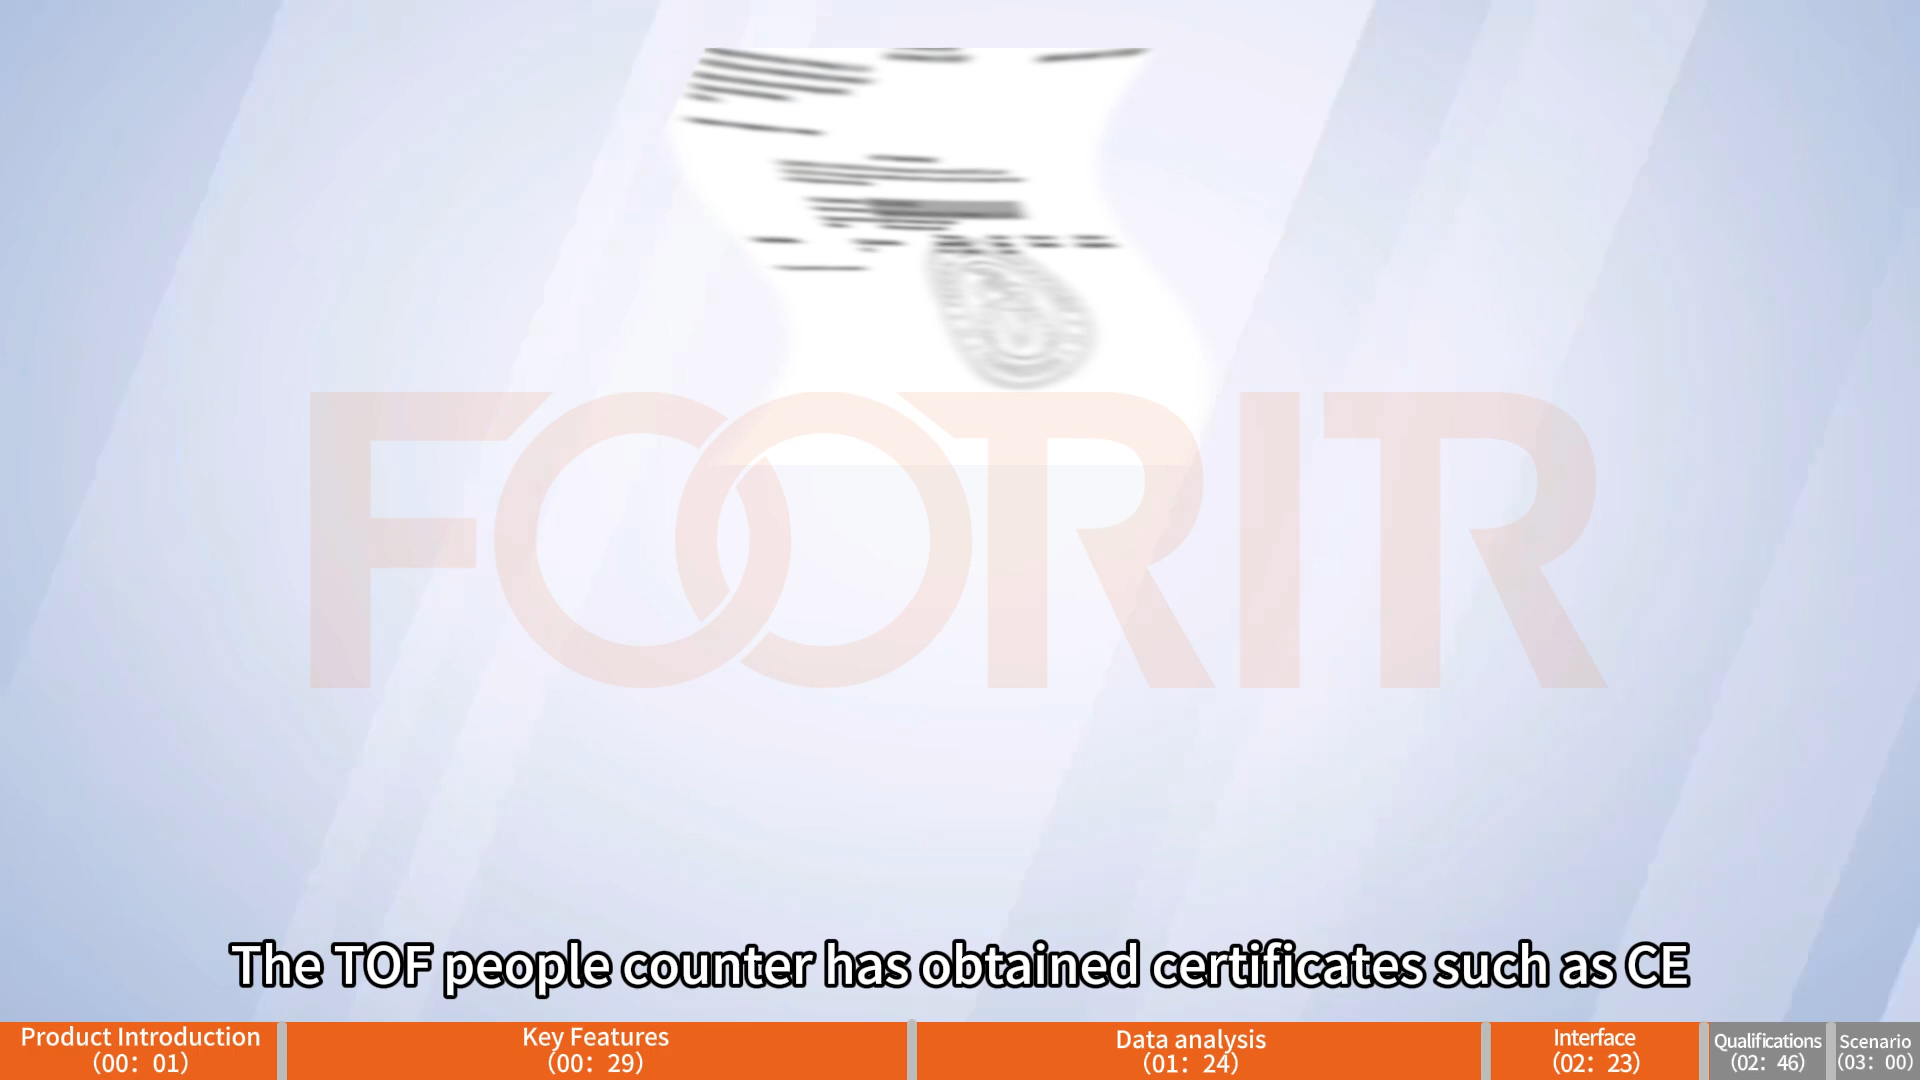 FOORIR
The TOF people counter has obtained certificates such as CE
Product Introduction
(00：01)
Key Features
(00：29)
Data analysis
(01：24)
Interface
(02：23)
Qualifications
(02：46)
Scenario
(03：00)